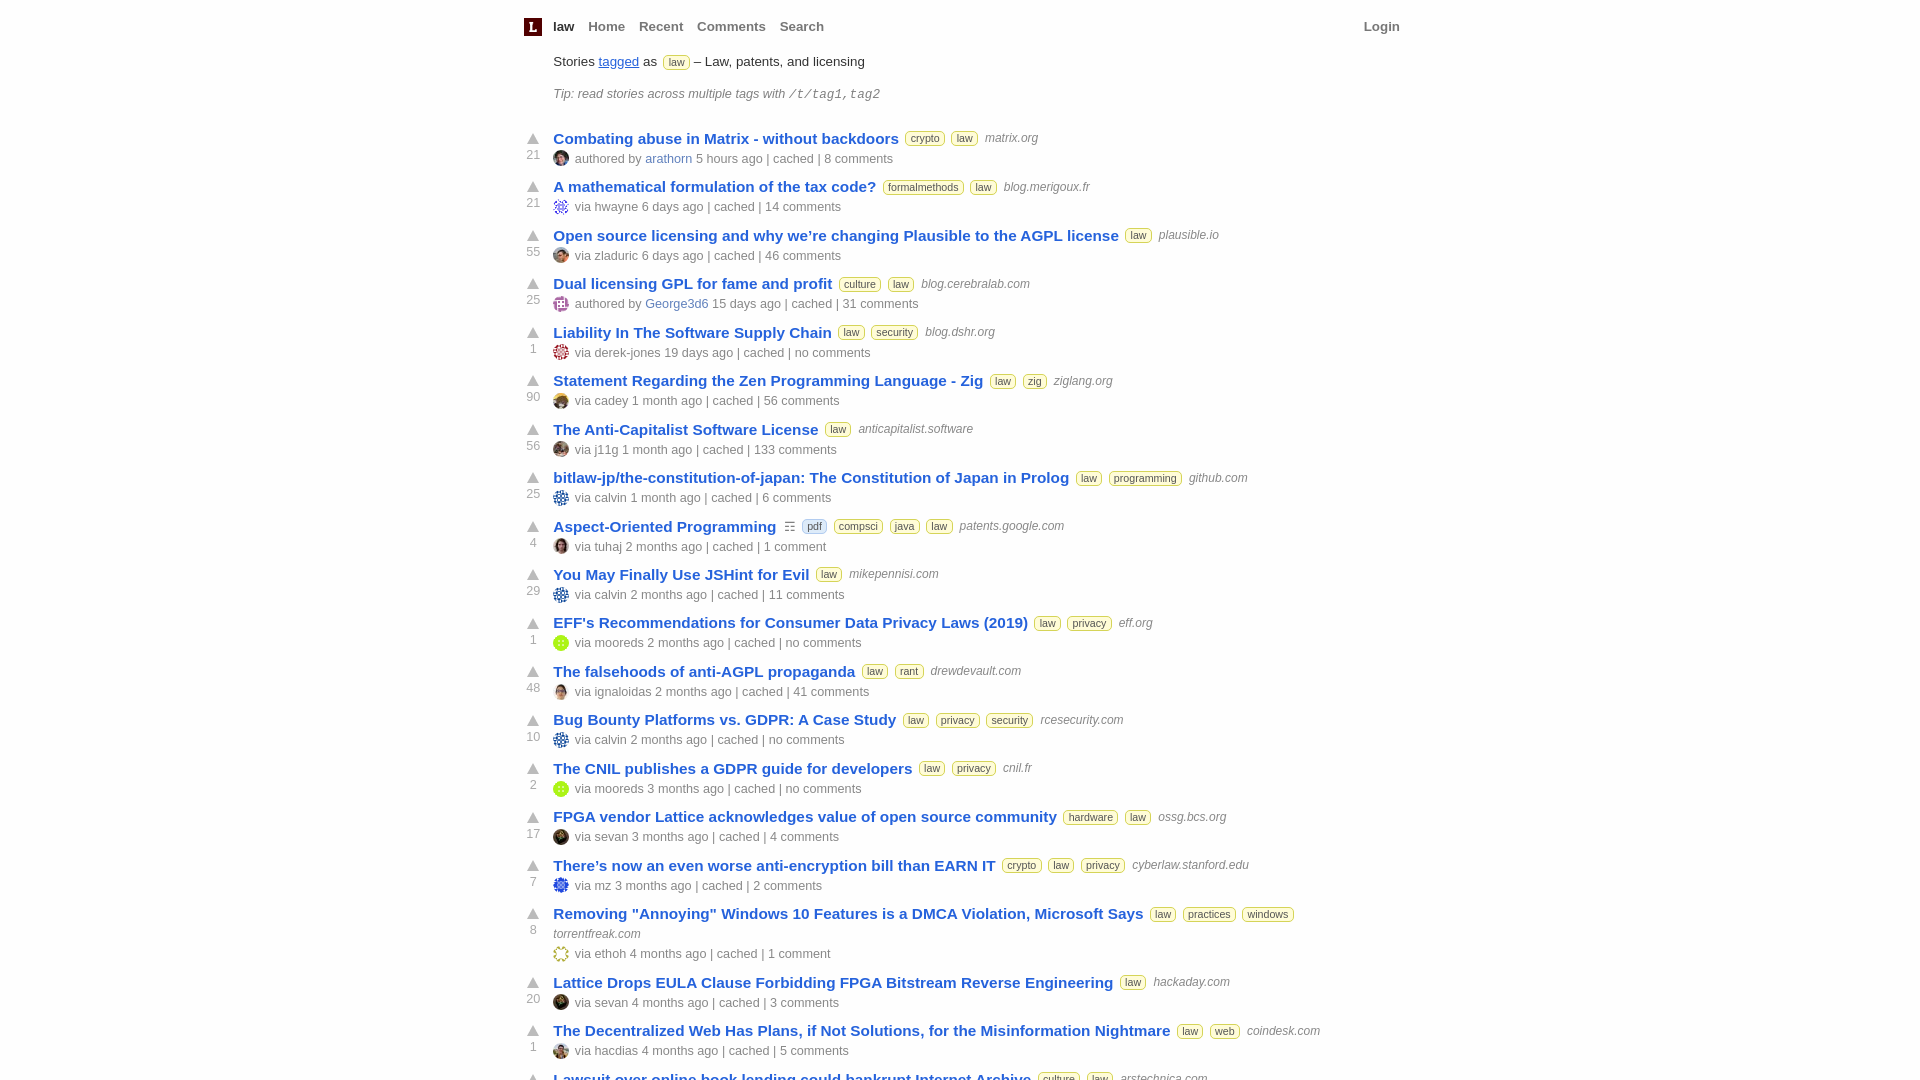 L law Home Recent Comments Search Login
Stories tagged as law – Law, patents, and licensing
Tip: read stories across multiple tags with /t/tag1,tag2
Combating abuse in Matrix - without backdoors crypto law matrix.org
21 authored by arathorn 5 hours ago | cached | 8 comments
A mathematical formulation of the tax code? formalmethods law blog.merigoux.fr
21 via hwayne 6 days ago | cached | 14 comments
Open source licensing and why we’re changing Plausible to the AGPL license law plausible.io
55 via zladuric 6 days ago | cached | 46 comments
Dual licensing GPL for fame and profit culture law blog.cerebralab.com
25 authored by George3d6 15 days ago | cached | 31 comments
Liability In The Software Supply Chain law security blog.dshr.org
1 via derek-jones 19 days ago | cached | no comments
Statement Regarding the Zen Programming Language - Zig law zig ziglang.org
90 via cadey 1 month ago | cached | 56 comments
The Anti-Capitalist Software License law anticapitalist.software
56 via j11g 1 month ago | cached | 133 comments
bitlaw-jp/the-constitution-of-japan: The Constitution of Japan in Prolog law programming github.com
25 via calvin 1 month ago | cached | 6 comments
Aspect-Oriented Programming ☶ pdf compsci java law patents.google.com
4 via tuhaj 2 months ago | cached | 1 comment
You May Finally Use JSHint for Evil law mikepennisi.com
29 via calvin 2 months ago | cached | 11 comments
EFF's Recommendations for Consumer Data Privacy Laws (2019) law privacy eff.org
1 via mooreds 2 months ago | cached | no comments
The falsehoods of anti-AGPL propaganda law rant drewdevault.com
48 via ignaloidas 2 months ago | cached | 41 comments
Bug Bounty Platforms vs. GDPR: A Case Study law privacy security rcesecurity.com
10 via calvin 2 months ago | cached | no comments
The CNIL publishes a GDPR guide for developers law privacy cnil.fr
2 via mooreds 3 months ago | cached | no comments
FPGA vendor Lattice acknowledges value of open source community hardware law ossg.bcs.org
17 via sevan 3 months ago | cached | 4 comments
There’s now an even worse anti-encryption bill than EARN IT crypto law privacy cyberlaw.stanford.edu
7 via mz 3 months ago | cached | 2 comments
Removing "Annoying" Windows 10 Features is a DMCA Violation, Microsoft Says law practices windows
8 torrentfreak.com
via ethoh 4 months ago | cached | 1 comment
Lattice Drops EULA Clause Forbidding FPGA Bitstream Reverse Engineering law hackaday.com
20 via sevan 4 months ago | cached | 3 comments
The Decentralized Web Has Plans, if Not Solutions, for the Misinformation Nightmare law web coindesk.com
1 via hacdias 4 months ago | cached | 5 comments
Lawsuit over online book lending could bankrupt Internet Archive culture law arstechnica.com